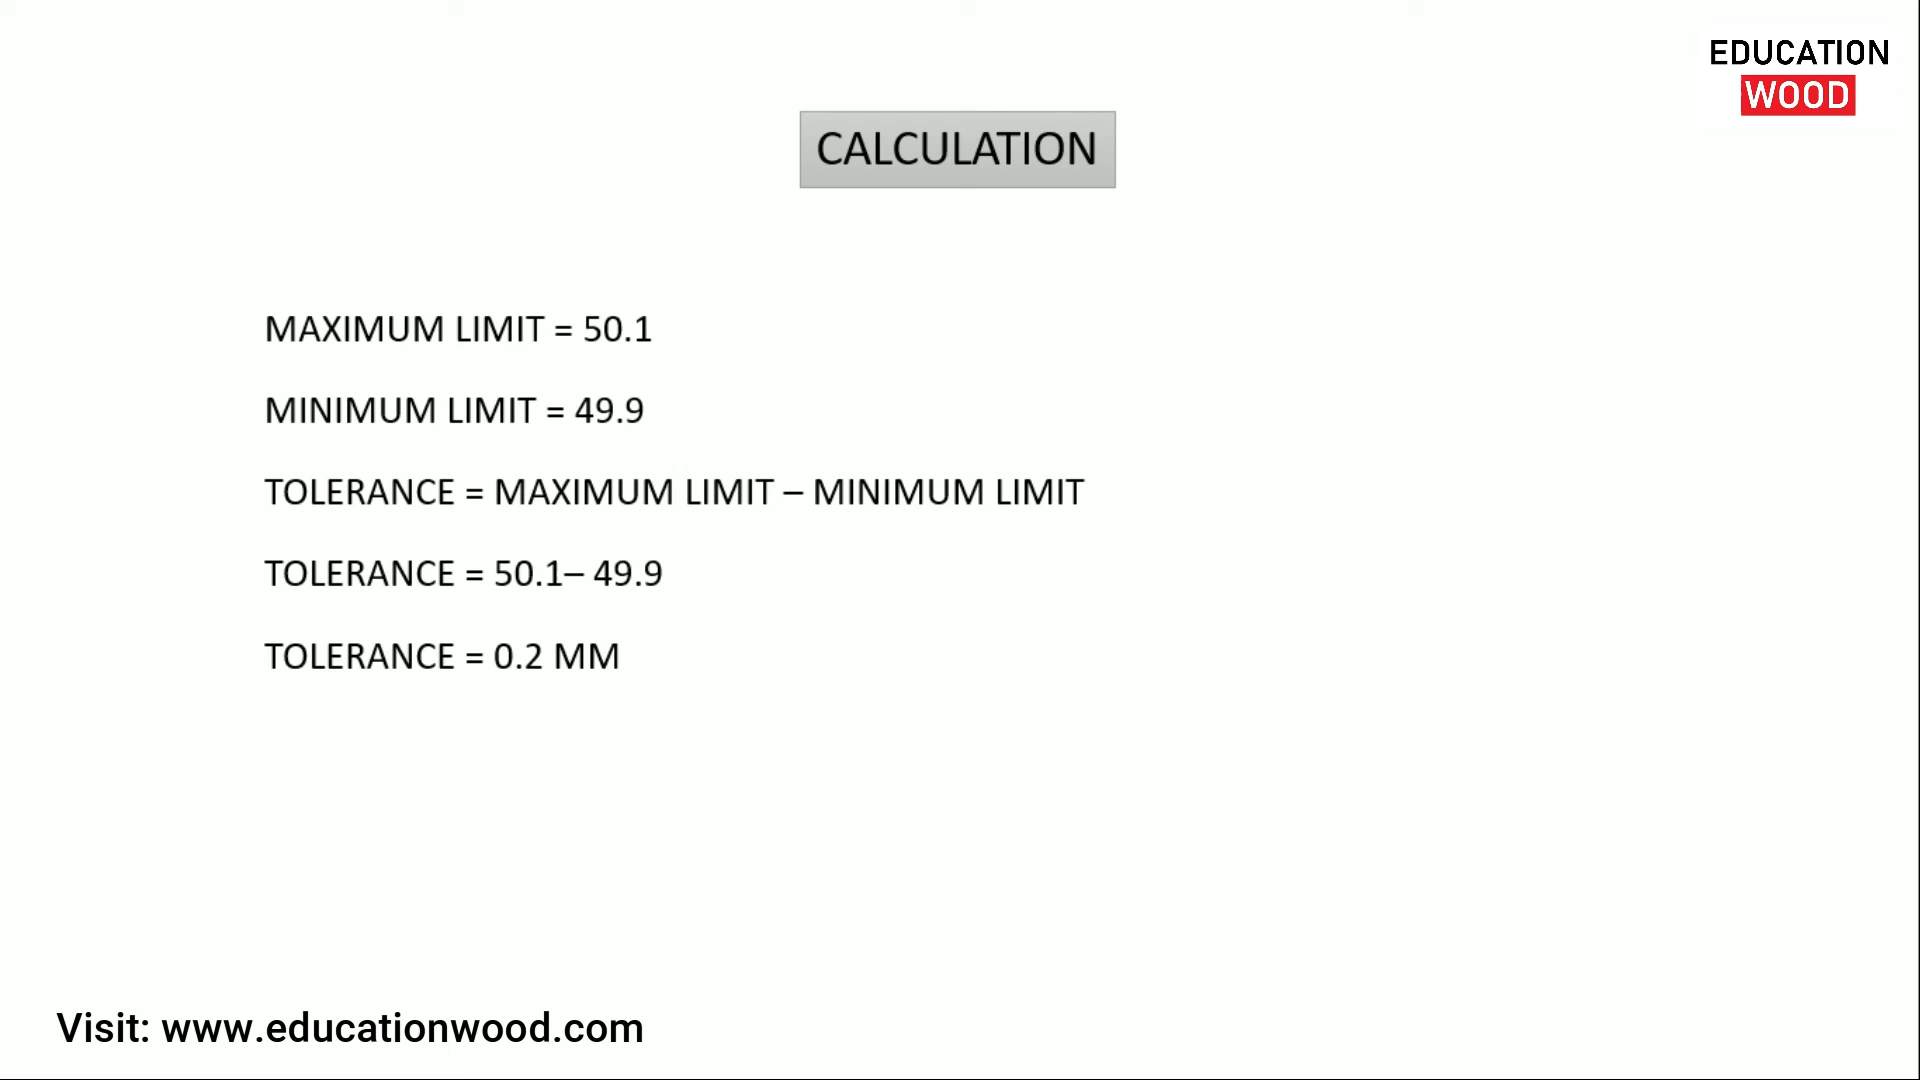 EDUCATION
WOOD
CALCULATION
MAXIMUM LIMIT = 50.1
MINIMUM LIMIT = 49.9
TOLERANCE = MAXIMUM LIMIT – MINIMUM LIMIT
TOLERANCE = 50.1– 49.9
TOLERANCE = 0.2 MM
Visit: www.educationwood.com